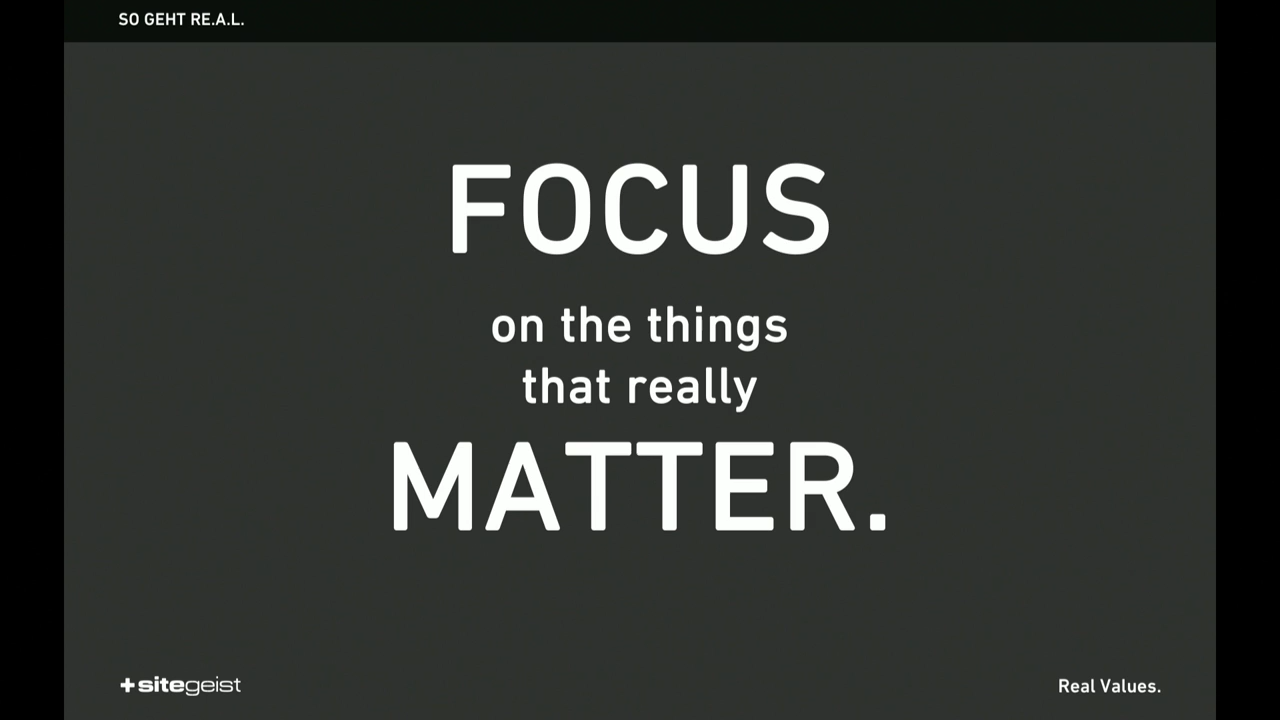 SO GEHT RE.A.L.
FOCUS
on the things
that really
MATTER.
+sitegeist
Real Values.